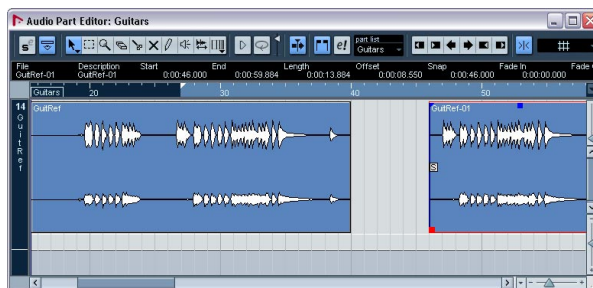 Audio Part Editor: Guitars
e!
part list
Guitars
File Description Start End Length Offset Snap Fade In Fade
GuitRef-01 GuitRef-01 0:00:46.000 0:00:59.884 0:00:13.884 0:00:08.550 0:00:46.000 0:00:00.000 0:
Guitars 20 30 40 50
14
GuitRef
GuitRef
GuitRef-01
S